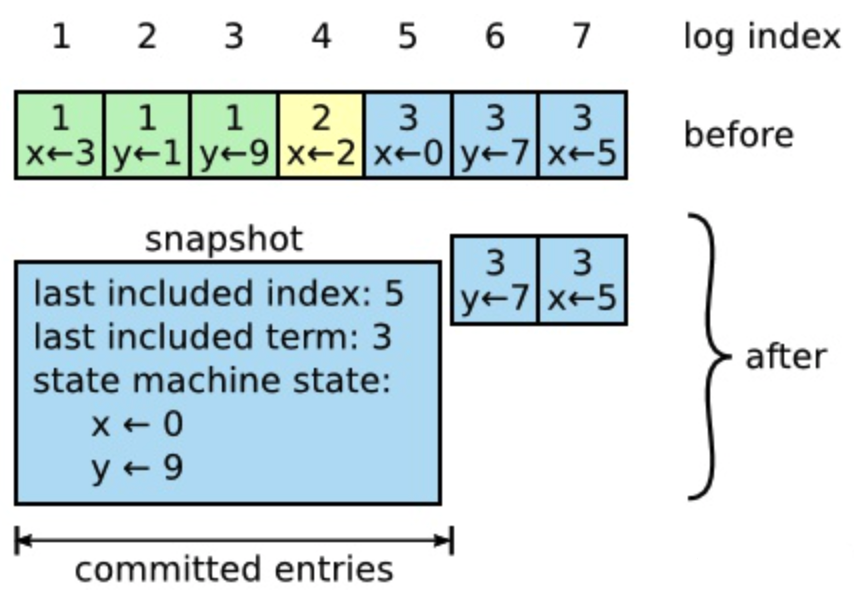 1 2 3 4 5 6 7 log index
1 1 1 2 3 3 3
x←3 y←1 y←9 x←2 x←0 y←7 x←5
before
snapshot
3 3
y←7 x←5
last included index: 5
last included term: 3
state machine state:
x ← 0
y ← 9
after
committed entries